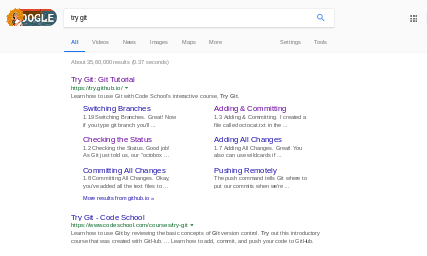 OOGLE
try git
All Videos News Images Maps More Settings Tools
About 35,60,000 results (0.37 seconds)
Try Git: Git Tutorial
https://try.github.io/
Learn how to use Git with Code School's interactive course, Try Git.
Switching Branches Adding & Committing
1.19 Switching Branches. Great! Now 1.3 Adding & Committing. I created a
if you type git branch you'll ... file called octocat.txt in the ...
Checking the Status Adding All Changes
1.2 Checking the Status. Good job! 1.7 Adding All Changes. Great! You
As Git just told us, our "octobox ... also can use wildcards if ...
Committing All Changes Pushing Remotely
1.8 Committing All Changes. Okay, The push command tells Git where to
you've added all the text files to ... put our commits when we're ...
More results from github.io »
Try Git - Code School
https://www.codeschool.com/courses/try-git
Learn how to use Git by reviewing the basic concepts of Git version control. Try out this introductory
course that was created with GitHub. ... Learn how to add, commit, and push your code to GitHub.